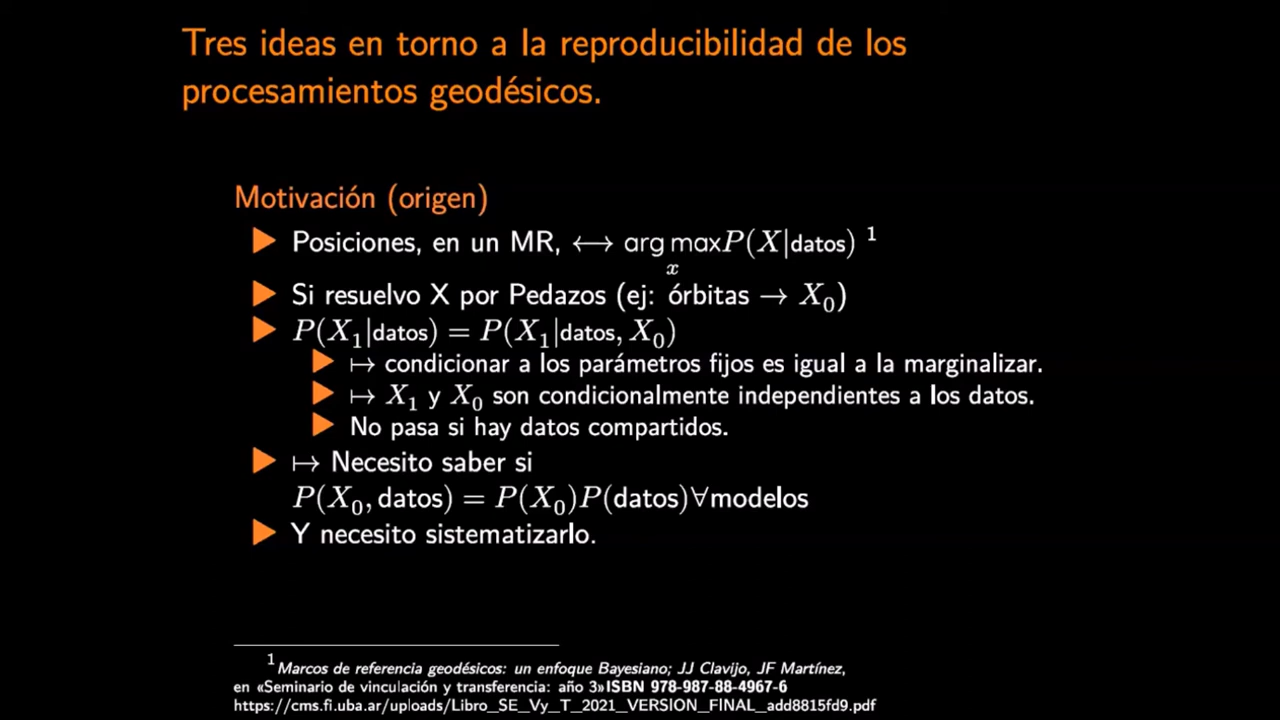 Tres ideas en torno a la reproducibilidad de los
procesamientos geodésicos.
Motivación (origen)
▶ Posiciones, en un MR, ⟷ arg max P(X|datos) ¹
x
▶ Si resuelvo X por Pedazos (ej: órbitas → X₀)
▶ P(X₁|datos) = P(X₁|datos, X₀)
▶ ↦ condicionar a los parámetros fijos es igual a la marginalizar.
▶ ↦ X₁ y X₀ son condicionalmente independientes a los datos.
▶ No pasa si hay datos compartidos.
▶ ↦ Necesito saber si
P(X₀, datos) = P(X₀)P(datos)∀modelos
▶ Y necesito sistematizarlo.
¹Marcos de referencia geodésicos: un enfoque Bayesiano; JJ Clavijo, JF Martínez,
en «Seminario de vinculación y transferencia: año 3»ISBN 978-987-88-4967-6
https://cms.fi.uba.ar/uploads/Libro_SE_Vy_T_2021_VERSION_FINAL_add8815fd9.pdf